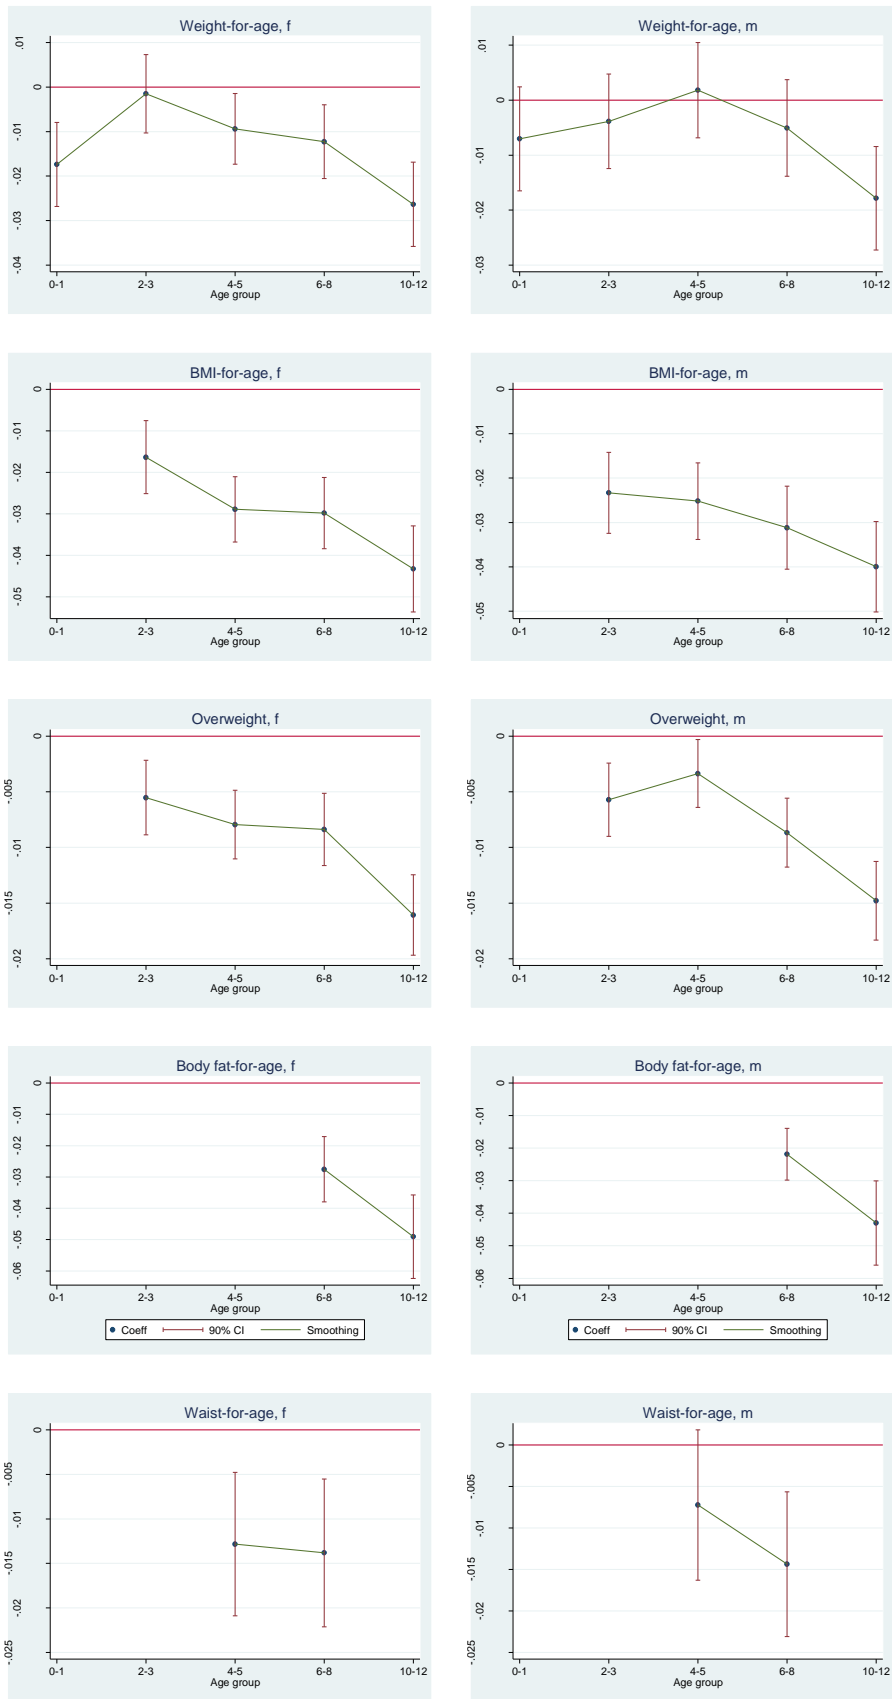 Weight-for-age, f
.01
0
-.01
-.02
-.03
-.04
0-1 2-3 4-5 6-8 10-12
Age group
Weight-for-age, m
.01
0
-.01
-.02
-.03
0-1 2-3 4-5 6-8 10-12
Age group
BMI-for-age, f
0
-.01
-.02
-.03
-.04
-.05
0-1 2-3 4-5 6-8 10-12
Age group
BMI-for-age, m
0
-.01
-.02
-.03
-.04
-.05
0-1 2-3 4-5 6-8 10-12
Age group
Overweight, f
0
-.005
-.01
-.015
-.02
0-1 2-3 4-5 6-8 10-12
Age group
Overweight, m
0
-.005
-.01
-.015
-.02
0-1 2-3 4-5 6-8 10-12
Age group
Body fat-for-age, f
0
-.01
-.02
-.03
-.04
-.05
-.06
0-1 2-3 4-5 6-8 10-12
Age group
Coeff 90% CI Smoothing
Body fat-for-age, m
0
-.01
-.02
-.03
-.04
-.05
-.06
0-1 2-3 4-5 6-8 10-12
Age group
Coeff 90% CI Smoothing
Waist-for-age, f
0
-.005
-.01
-.015
-.02
-.025
0-1 2-3 4-5 6-8 10-12
Age group
Waist-for-age, m
0
-.005
-.01
-.015
-.02
-.025
0-1 2-3 4-5 6-8 10-12
Age group